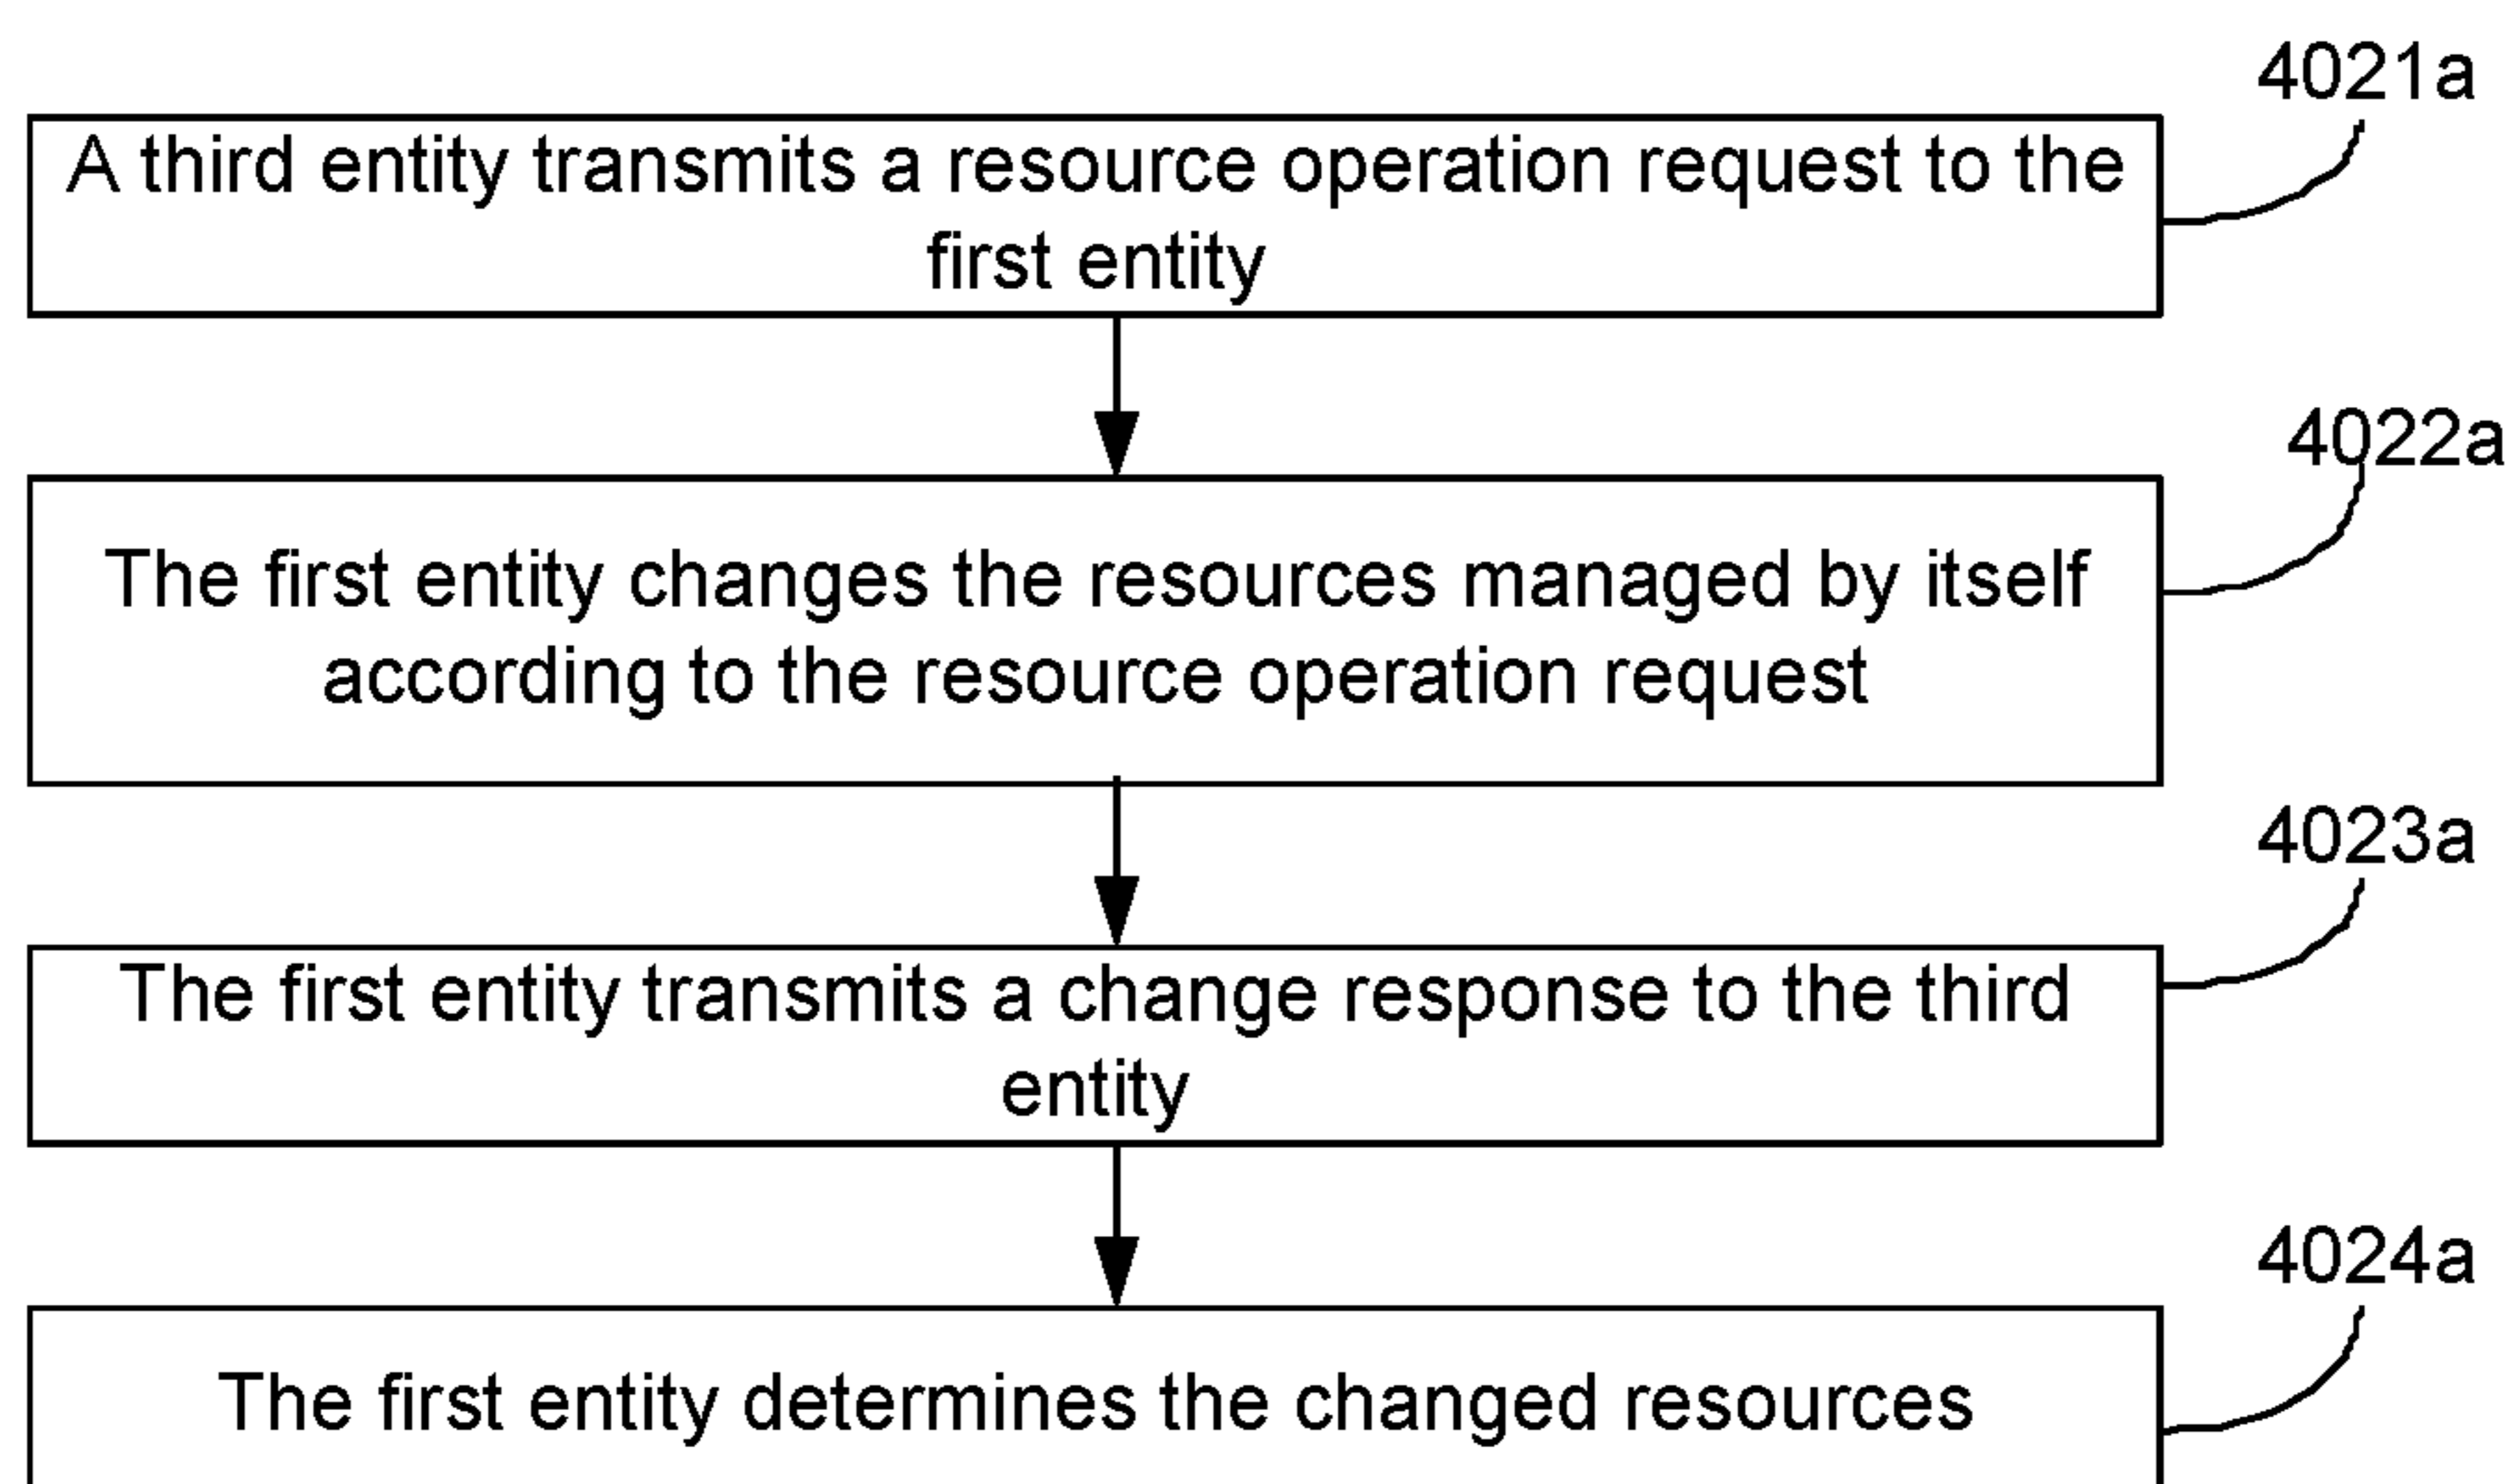 4021a
A third entity transmits a resource operation request to the
first entity
4022a
The first entity changes the resources managed by itself
according to the resource operation request
4023a
The first entity transmits a change response to the third
entity
4024a
The first entity determines the changed resources